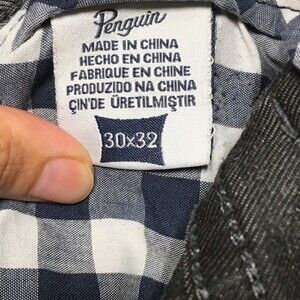 Penguin
MADE IN CHINA
HECHO EN CHINA
FABRIQUE EN CHINE
PRODUZIDO NA CHINA
ÇIN'DE ÜRETILMIŞTIR
30x32